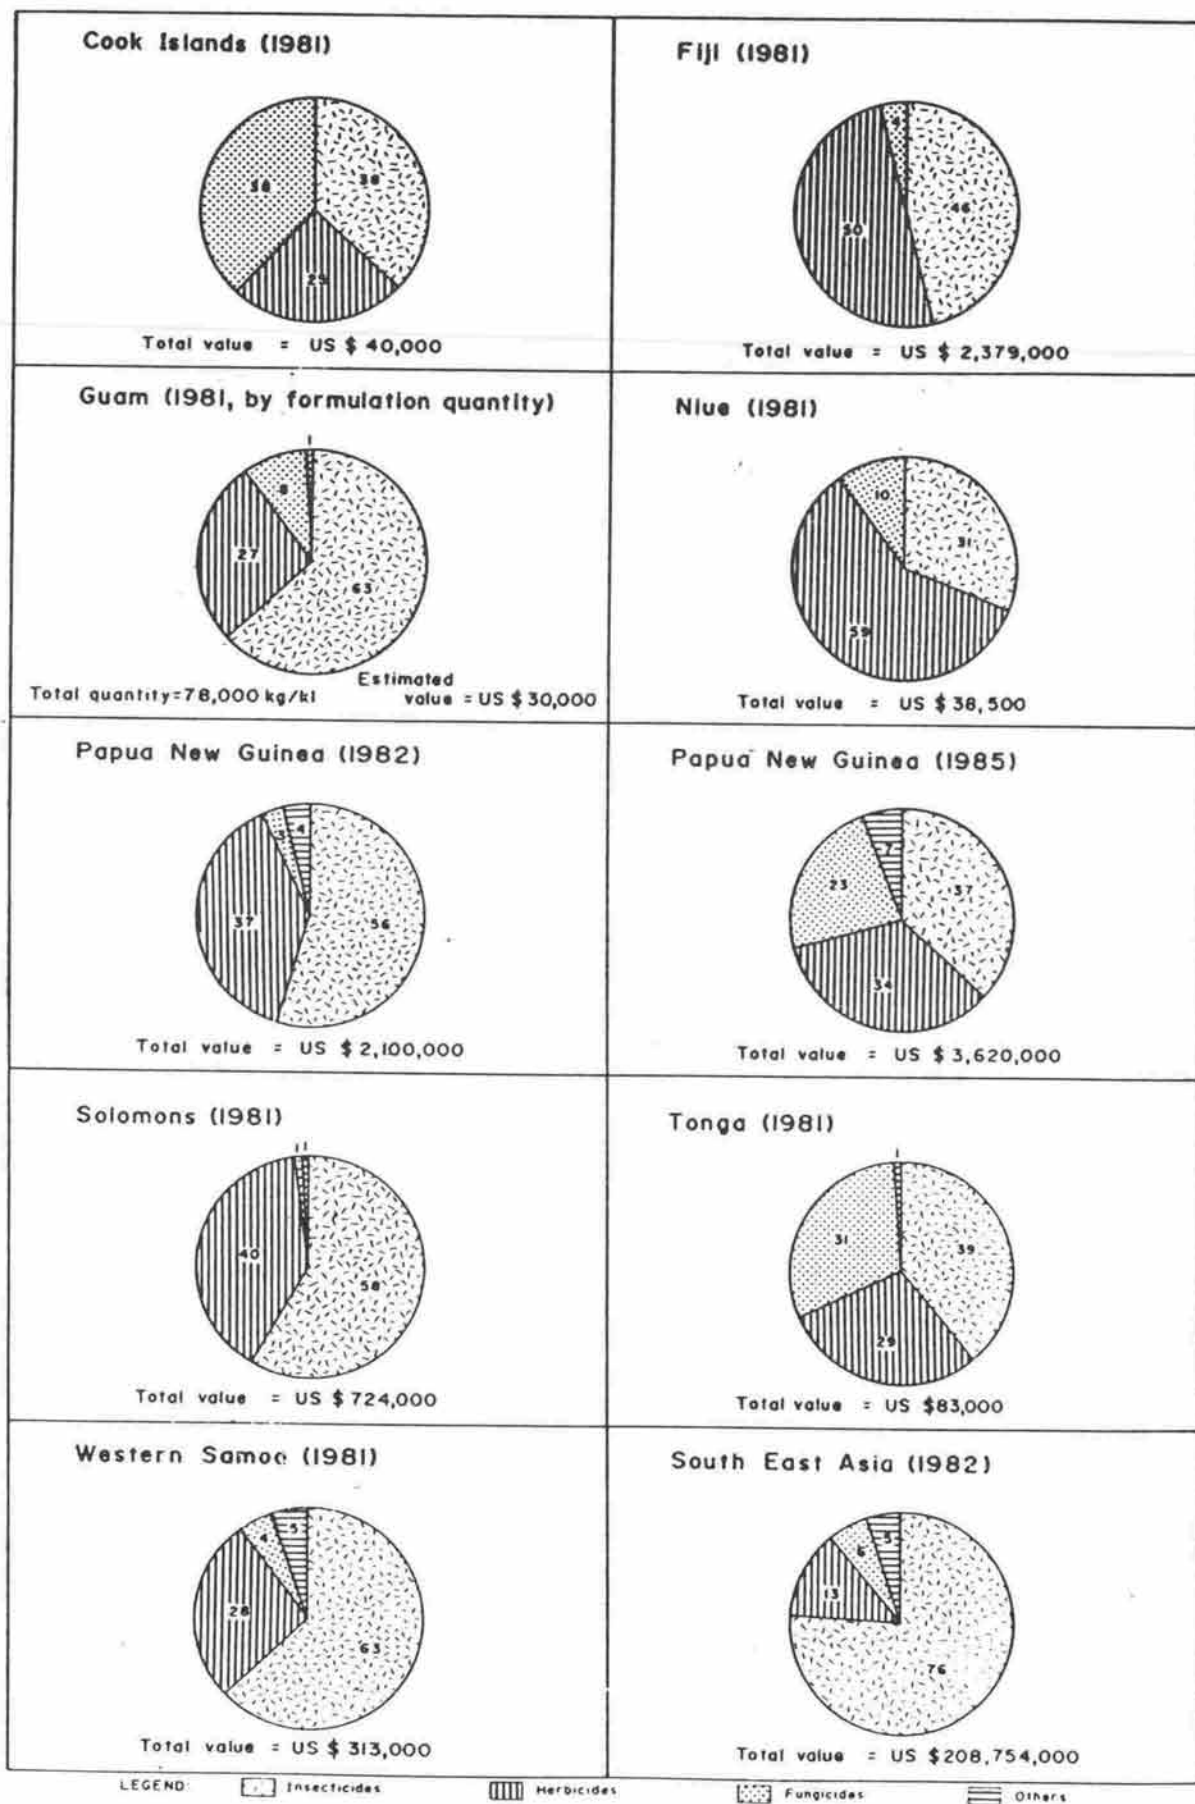 Cook Islands (1981)
38
38
25
Total value = US $ 40,000
Fiji (1981)
4
46
50
Total value = US $ 2,379,000
Guam (1981, by formulation quantity)
1
8
27
63
Total quantity=78,000 kg/kl
Estimated
value = US $ 30,000
Niue (1981)
10
31
59
Total value = US $ 38,500
Papua New Guinea (1982)
3
4
37
56
Total value = US $ 2,100,000
Papua New Guinea (1985)
7
23
37
34
Total value = US $ 3,620,000
Solomons (1981)
1 1
40
58
Total value = US $ 724,000
Tonga (1981)
1
31
39
29
Total value = US $83,000
Western Samoa (1981)
4
5
28
63
Total value = US $ 313,000
South East Asia (1982)
6
5
13
76
Total value = US $208,754,000
LEGEND: Insecticides Herbicides Fungicides Others